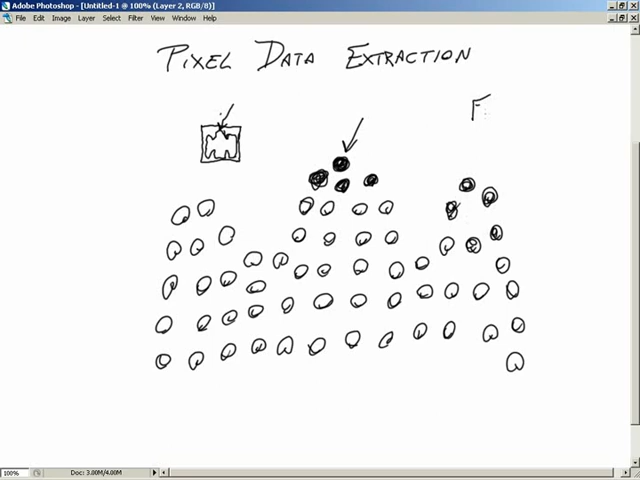 Adobe Photoshop - [Untitled-1 @ 100% (Layer 2, RGB/8)]
File Edit Image Layer Select Filter View Window Help
PIXEL DATA EXTRACTION
F
100% Doc: 3.00M/4.00M